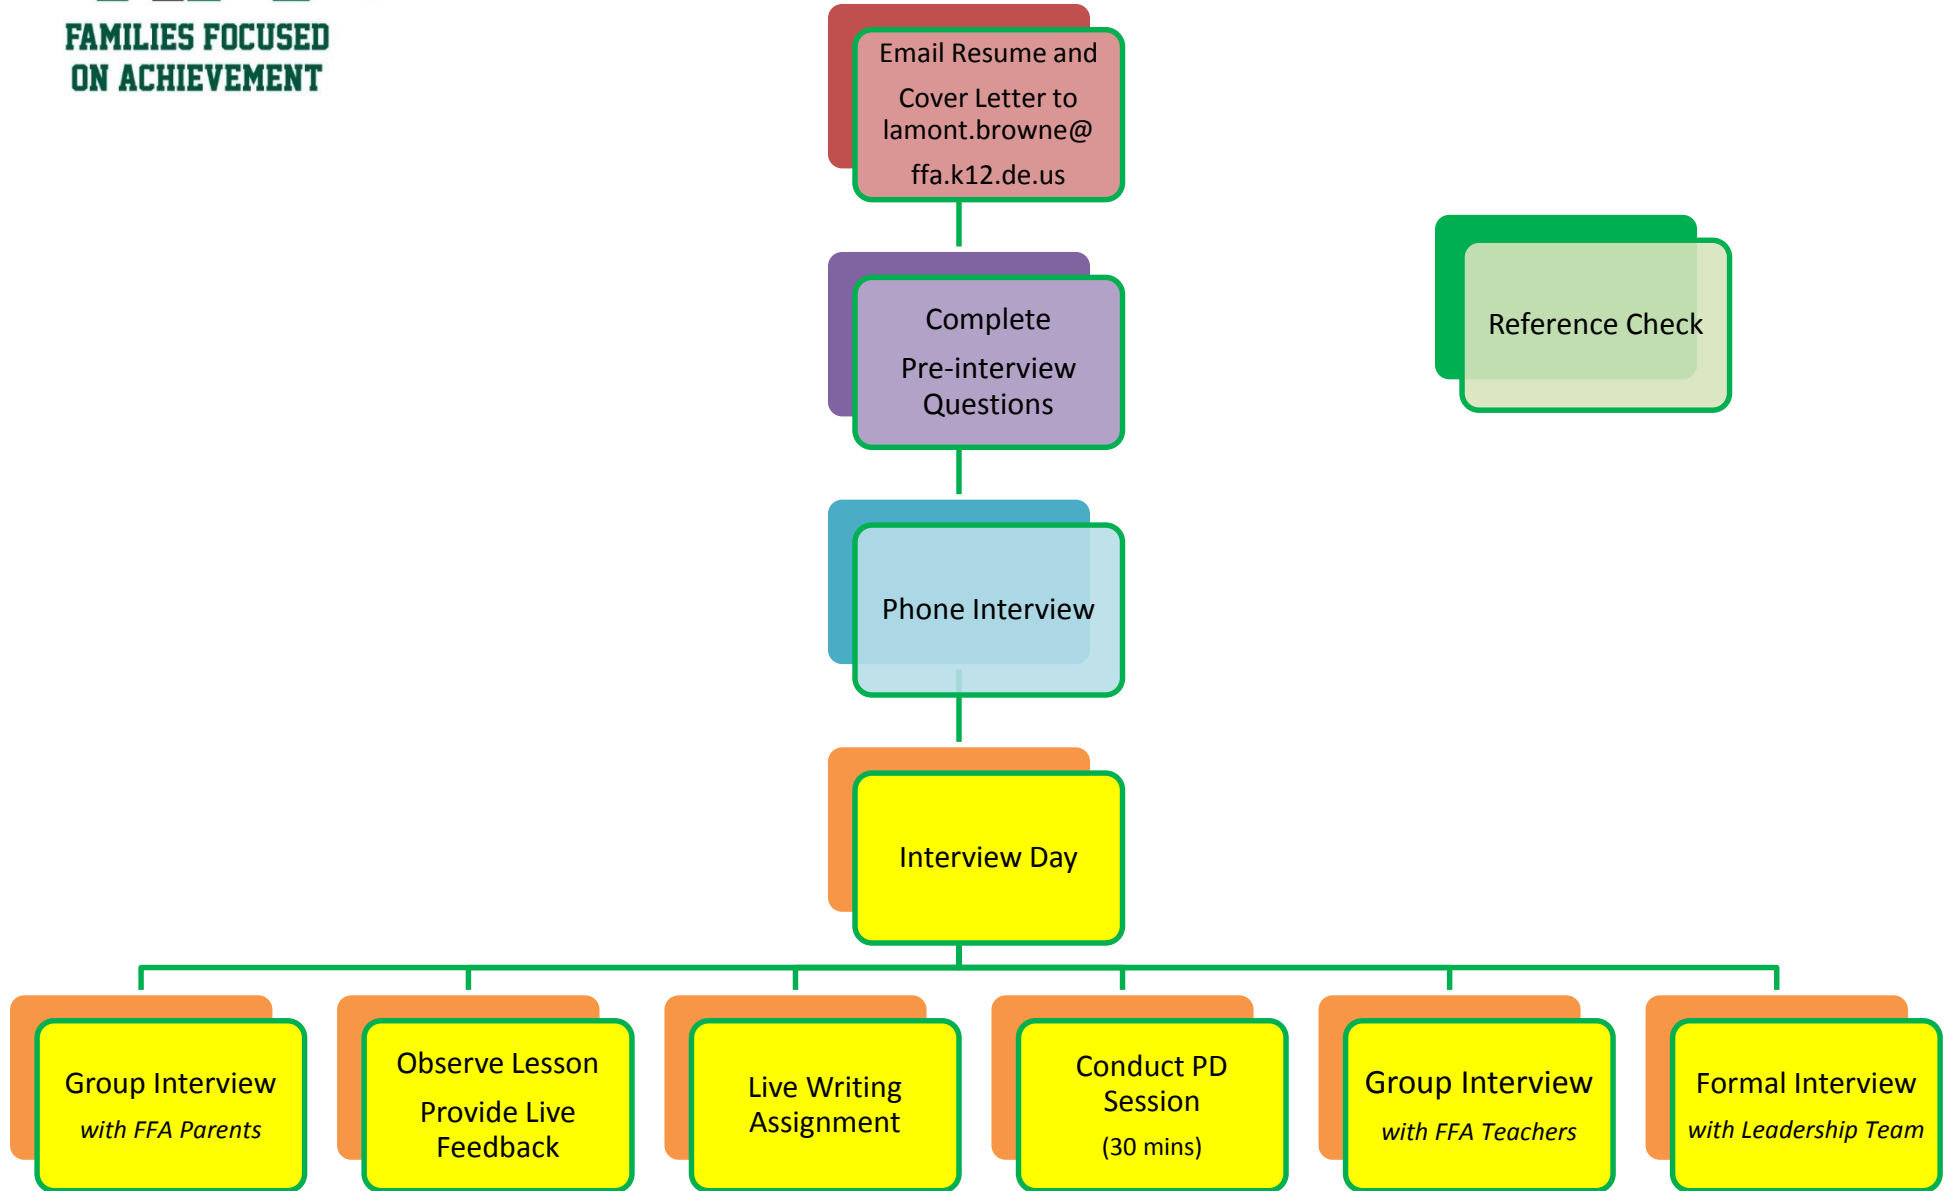 FAMILIES FOCUSED
ON ACHIEVEMENT
Email Resume and
Cover Letter to
lamont.browne@
ffa.k12.de.us
Complete
Pre-interview
Questions
Reference Check
Phone Interview
Interview Day
Group Interview
with FFA Parents
Observe Lesson
Provide Live
Feedback
Live Writing
Assignment
Conduct PD
Session
(30 mins)
Group Interview
with FFA Teachers
Formal Interview
with Leadership Team